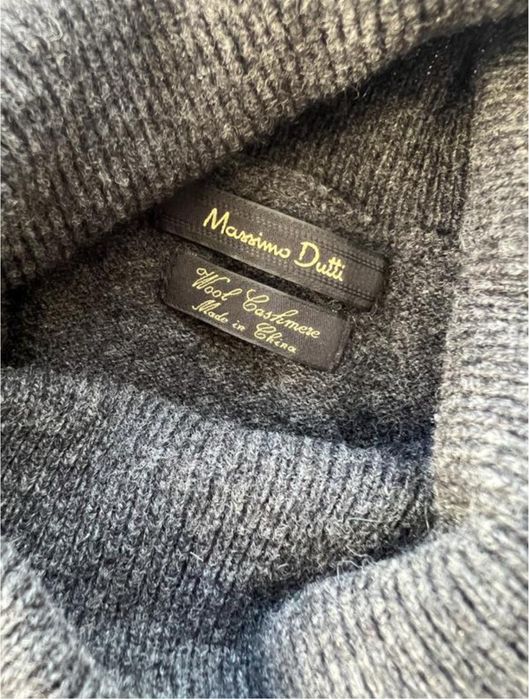 Massimo Dutti
Wool Cashmere
Made in China